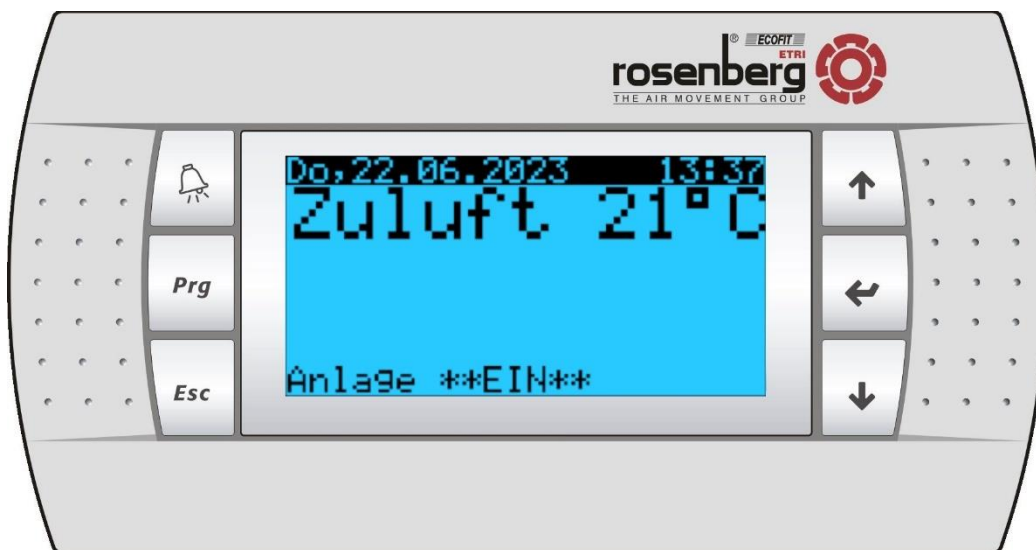 ® ECOFIT
ETRI
rosenberg
THE AIR MOVEMENT GROUP
Do,22.06.2023 13:37
Zuluft 21°C
Prg
Anlage **EIN**
Esc